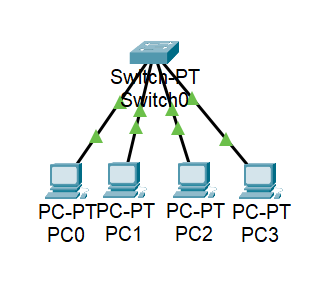 Switch-PT
Switch0
PC-PT PC-PT PC-PT PC-PT
PC0 PC1 PC2 PC3